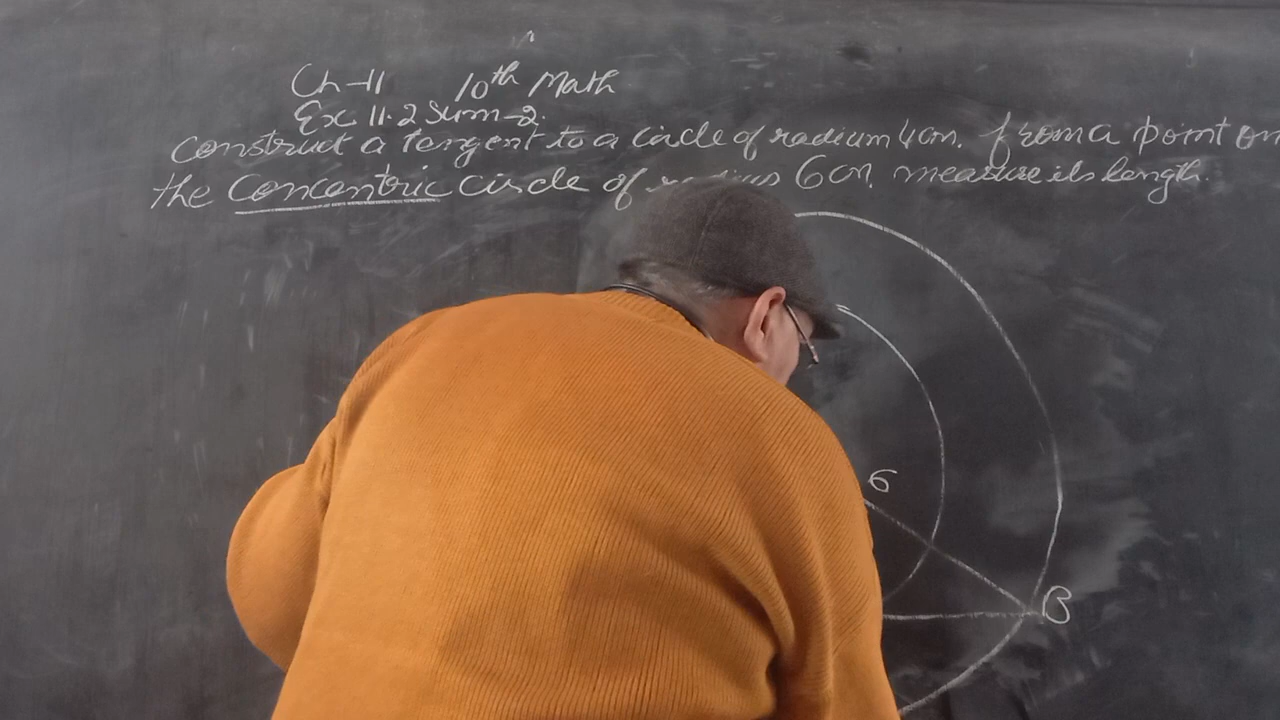 Ch-11 10th Math
Ex 11.2 Sum-2.
Construct a tangent to a circle of radium 4cm. from a point on
the Concentric circle of 6cm. measure its length.
6
B